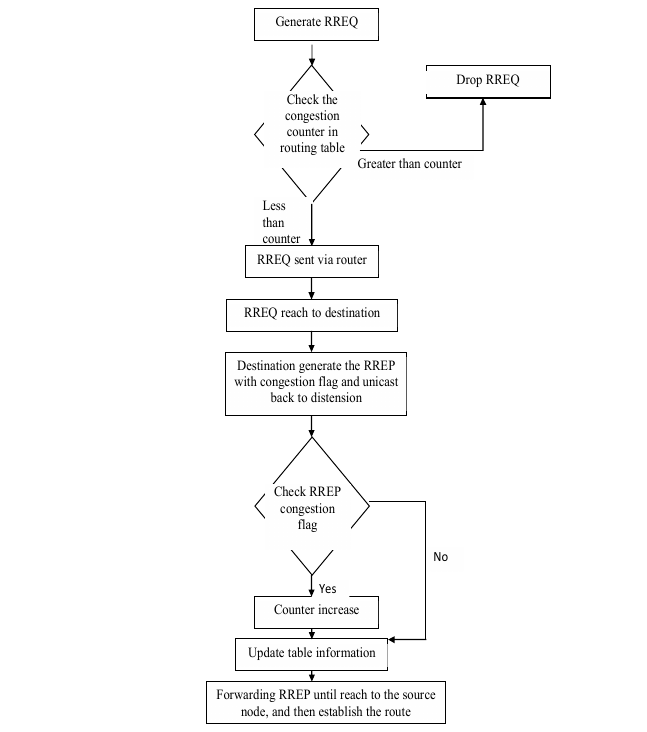 Generate RREQ
Drop RREQ
Check the
congestion
counter in
routing table
Greater than counter
Less
than
counter
RREQ sent via router
RREQ reach to destination
Destination generate the RREP
with congestion flag and unicast
back to distension
Check RREP
congestion
flag
No
Yes
Counter increase
Update table information
Forwarding RREP until reach to the source
node, and then establish the route